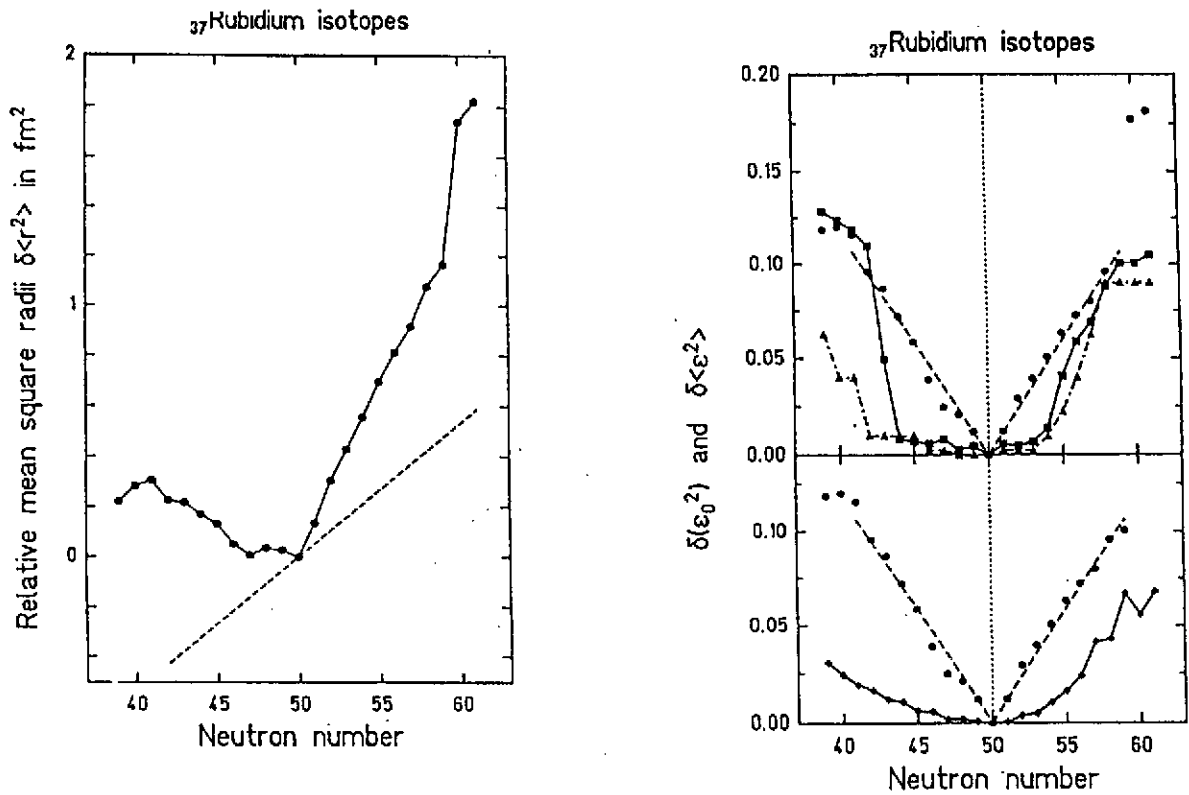 ₃₇Rubidium isotopes
2
1
0
Relative mean square radii δ<r²> in fm²
40 45 50 55 60
Neutron number
₃₇Rubidium isotopes
0.20
0.15
0.10
0.05
0.00
0.10
0.05
0.00
δ(ε₀²) and δ<ε²>
40 45 50 55 60
Neutron number